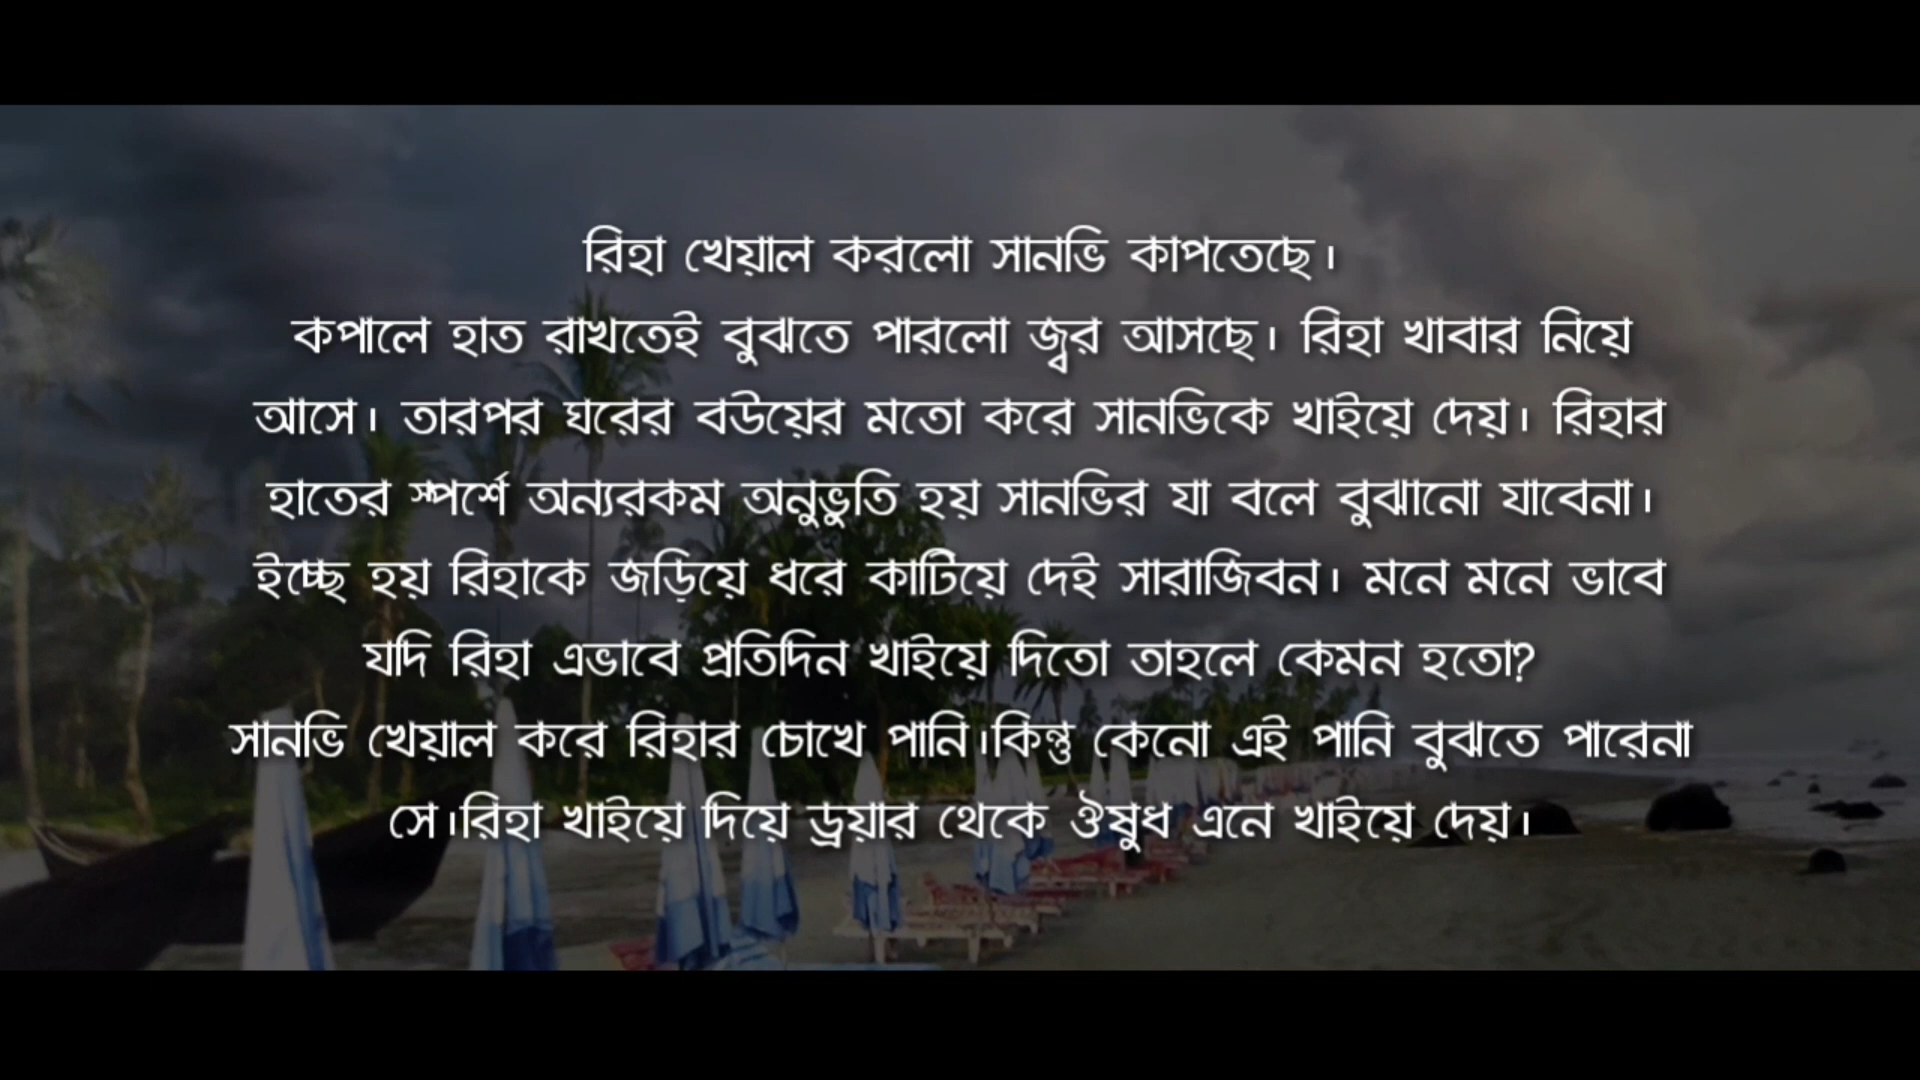 রিহা খেয়াল করলো সানভি কাপতেছে।
কপালে হাত রাখতেই বুঝতে পারলো জ্বর আসছে। রিহা খাবার নিয়ে
আসে। তারপর ঘরের বউয়ের মতো করে সানভিকে খাইয়ে দেয়। রিহার
হাতের স্পর্শে অন্যরকম অনুভুতি হয় সানভির যা বলে বুঝানো যাবেনা।
ইচ্ছে হয় রিহাকে জড়িয়ে ধরে কাটিয়ে দেই সারাজিবন। মনে মনে ভাবে
যদি রিহা এভাবে প্রতিদিন খাইয়ে দিতো তাহলে কেমন হতো?
সানভি খেয়াল করে রিহার চোখে পানি।কিন্তু কেনো এই পানি বুঝতে পারেনা
সে।রিহা খাইয়ে দিয়ে ড্রয়ার থেকে ঔষুধ এনে খাইয়ে দেয়।